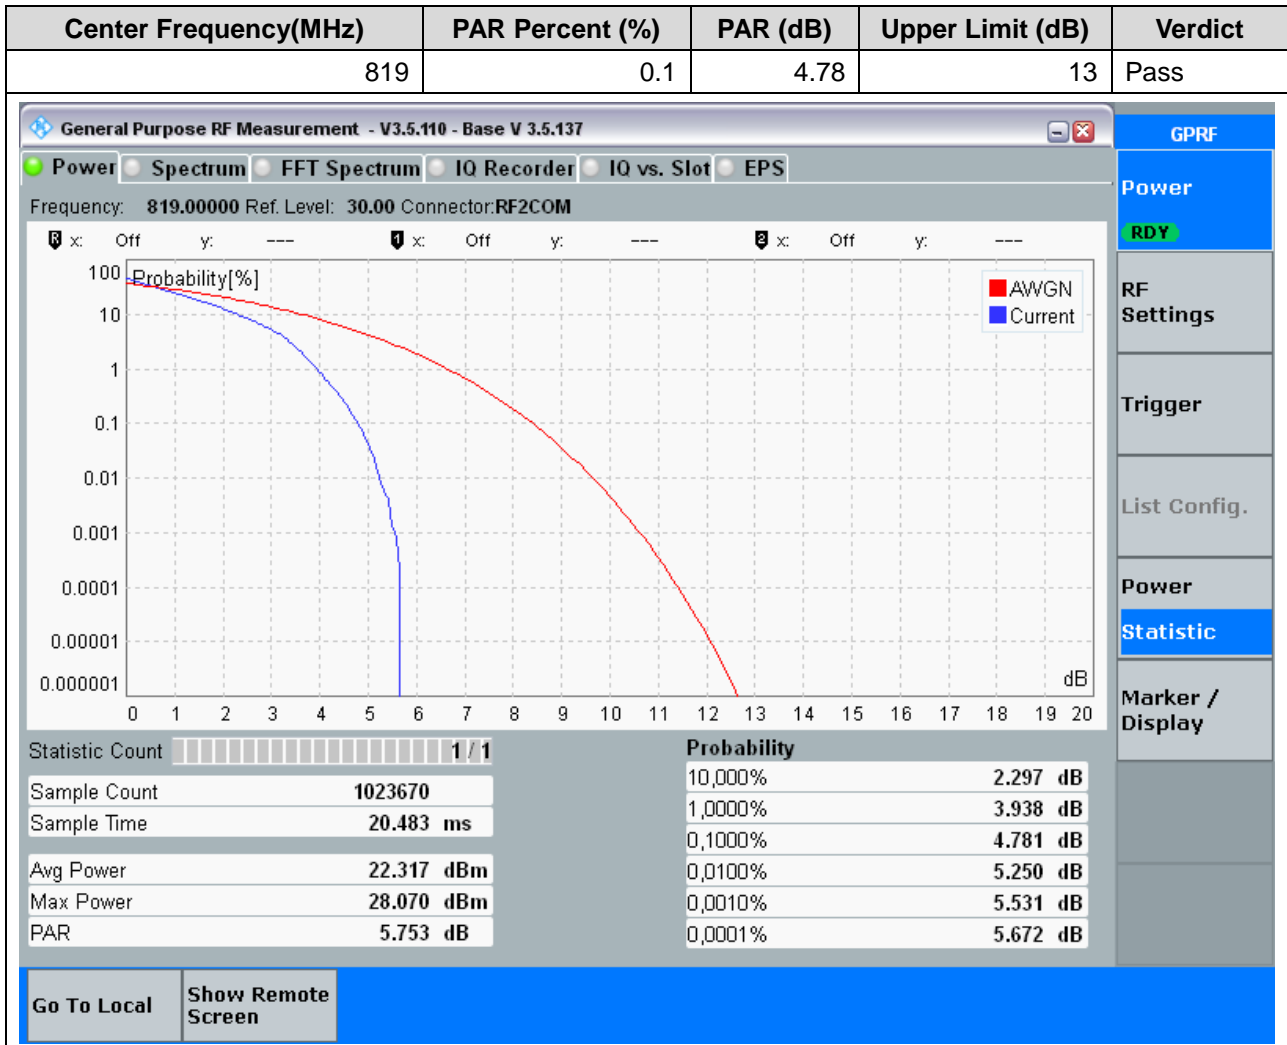 Center Frequency(MHz) PAR Percent (%) PAR (dB) Upper Limit (dB) Verdict
819 0.1 4.78 13 Pass
General Purpose RF Measurement - V3.5.110 - Base V 3.5.137
GPRF
Power Spectrum FFT Spectrum IQ Recorder IQ vs. Slot EPS
Power
RDY
Frequency: 819.00000 Ref. Level: 30.00 Connector:RF2COM
R x: Off y: --- 1 x: Off y: --- 2 x: Off y: ---
Probability[%]
AWGN
Current
100
10
1
0.1
0.01
0.001
0.0001
0.00001
0.000001
dB
0 1 2 3 4 5 6 7 8 9 10 11 12 13 14 15 16 17 18 19 20
RF
Settings
Trigger
List Config.
Power
Statistic
Marker /
Display
Statistic Count 1 / 1
Sample Count 1023670
Sample Time 20.483 ms
Avg Power 22.317 dBm
Max Power 28.070 dBm
PAR 5.753 dB
Probability
10,000% 2.297 dB
1,0000% 3.938 dB
0,1000% 4.781 dB
0,0100% 5.250 dB
0,0010% 5.531 dB
0,0001% 5.672 dB
Go To Local
Show Remote
Screen